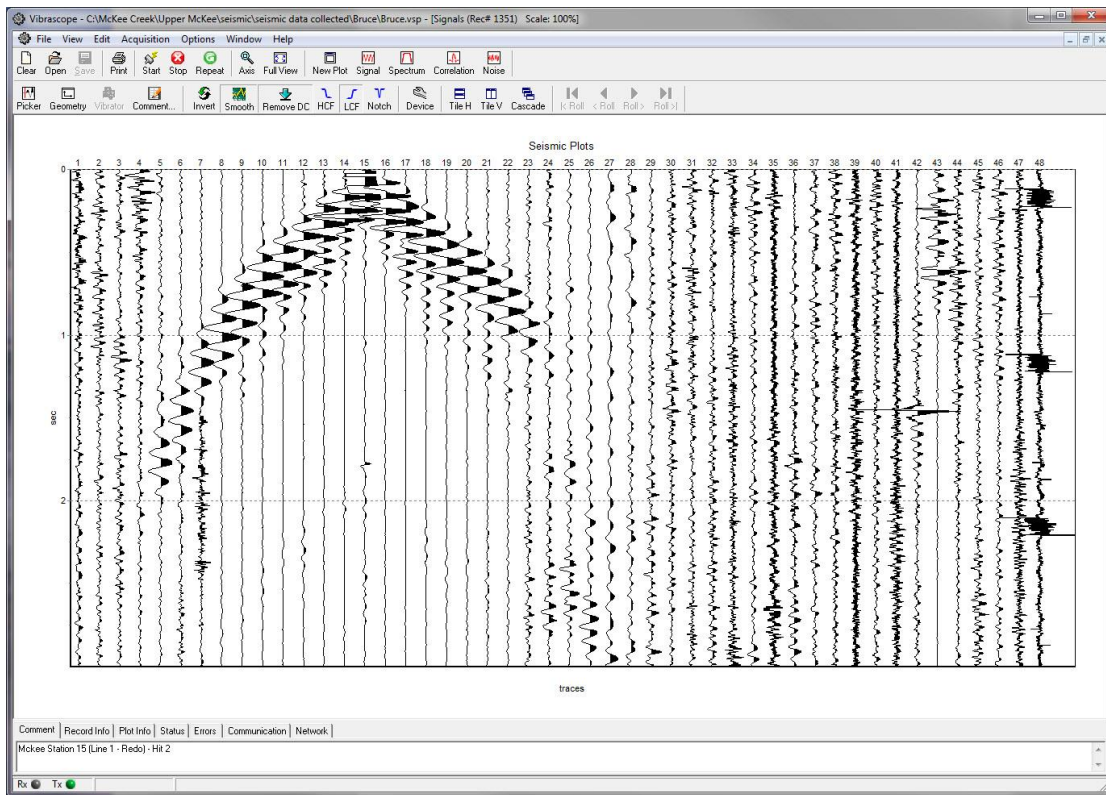 Vibrascope - C:\McKee Creek\Upper McKee\seismic\seismic data collected\Bruce\Bruce.vsp - [Signals (Rec# 1351)  Scale: 100%]
File View Edit Acquisition Options Window Help
Clear Open Save Print Start Stop Repeat Axis Full View New Plot Signal Spectrum Correlation Noise
Picker Geometry Vibrator Comment... Invert Smooth Remove DC HCF LCF Notch Device Tile H Tile V Cascade |< Roll < Roll Roll > Roll >|
Seismic Plots
1 2 3 4 5 6 7 8 9 10 11 12 13 14 15 16 17 18 19 20 21 22 23 24 25 26 27 28 29 30 31 32 33 34 35 36 37 38 39 40 41 42 43 44 45 46 47 48
0
1
sec
2
traces
Comment Record Info Plot Info Status Errors Communication Network
Mckee Station 15 (Line 1 - Redo) - Hit 2
Rx Tx